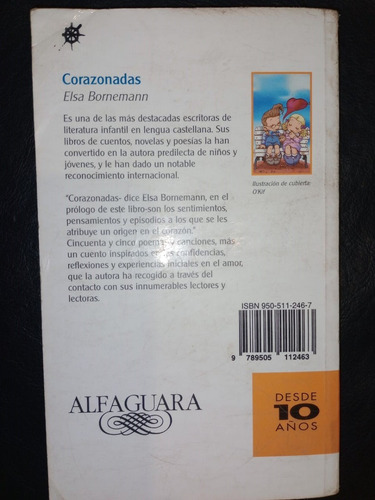 Corazonadas
Elsa Bornemann
Es una de las más destacadas escritoras de
literatura infantil en lengua castellana. Sus
libros de cuentos, novelas y poesías la han
convertido en la autora predilecta de niños y
jóvenes, y le han dado un notable
reconocimiento internacional.
"Corazonadas- dice Elsa Bornemann, en el
prólogo de este libro-son los sentimientos,
pensamientos y episodios a los que se les
atribuye un origen en el corazón."
Cincuenta y cinco poemas y canciones, más
un cuento inspirados en las confidencias,
reflexiones y experiencias iniciales en el amor,
que la autora ha recogido a través del
contacto con sus innumerables lectores y
lectoras.
Ilustración de cubierta:
O'Kif
ISBN 950-511-246-7
9 789505 112463
ALFAGUARA
DESDE
10
AÑOS